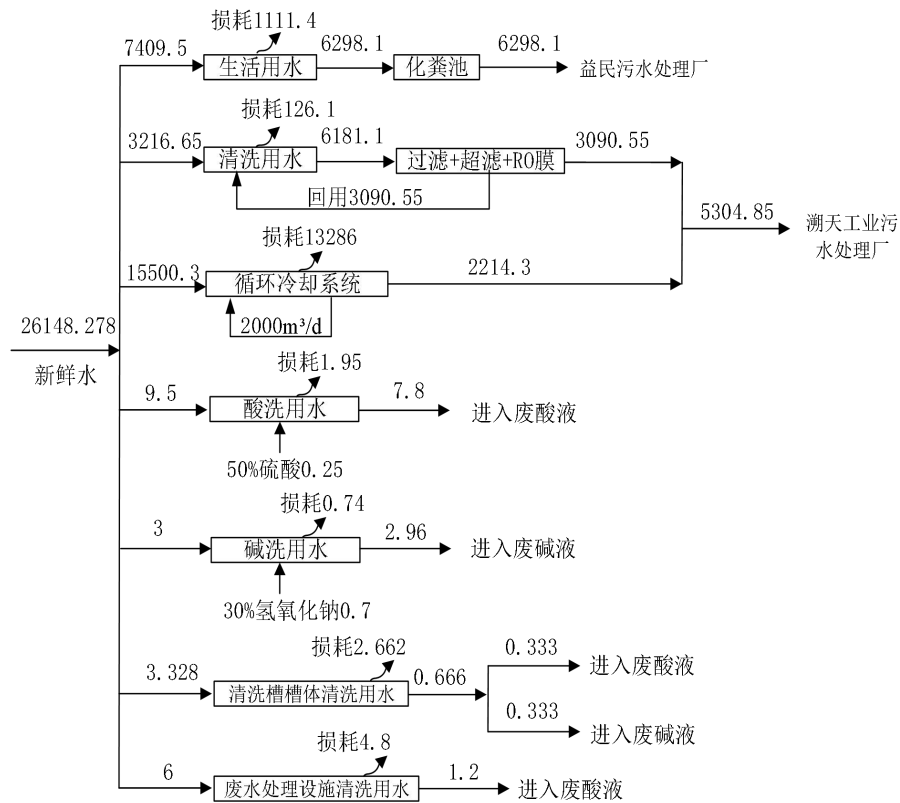 损耗1111.4
7409.5
6298.1
6298.1
生活用水
化粪池
益民污水处理厂
损耗126.1
3216.65
6181.1
3090.55
清洗用水
过滤+超滤+RO膜
回用3090.55
5304.85
溯天工业污
水处理厂
损耗13286
15500.3
2214.3
循环冷却系统
2000m³/d
26148.278
新鲜水
损耗1.95
9.5
7.8
酸洗用水
进入废酸液
50%硫酸0.25
损耗0.74
3
2.96
碱洗用水
进入废碱液
30%氢氧化钠0.7
损耗2.662
0.333
3.328
0.666
进入废酸液
清洗槽槽体清洗用水
0.333
进入废碱液
损耗4.8
6
1.2
废水处理设施清洗用水
进入废酸液